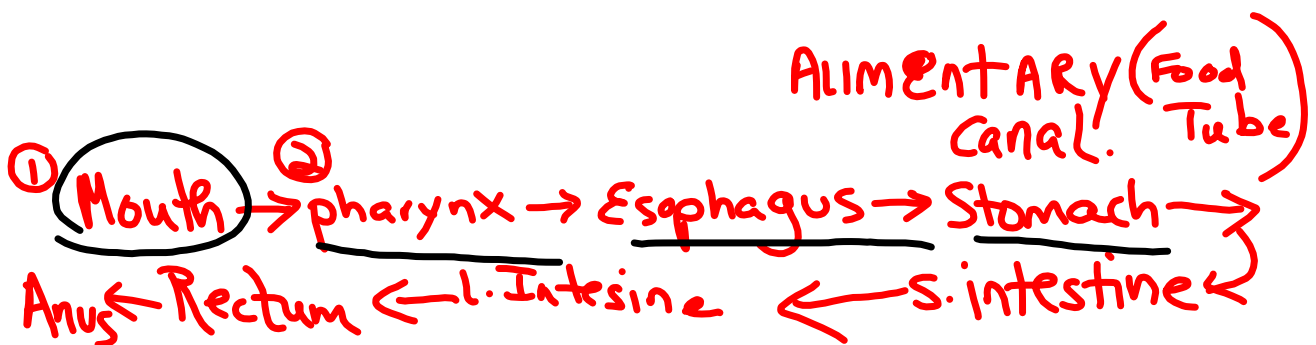 Alimentary (Food
Canal. Tube)
① Mouth → ② pharynx → Esophagus → Stomach →
Anus ← Rectum ← l. Intesine ← s. intestine